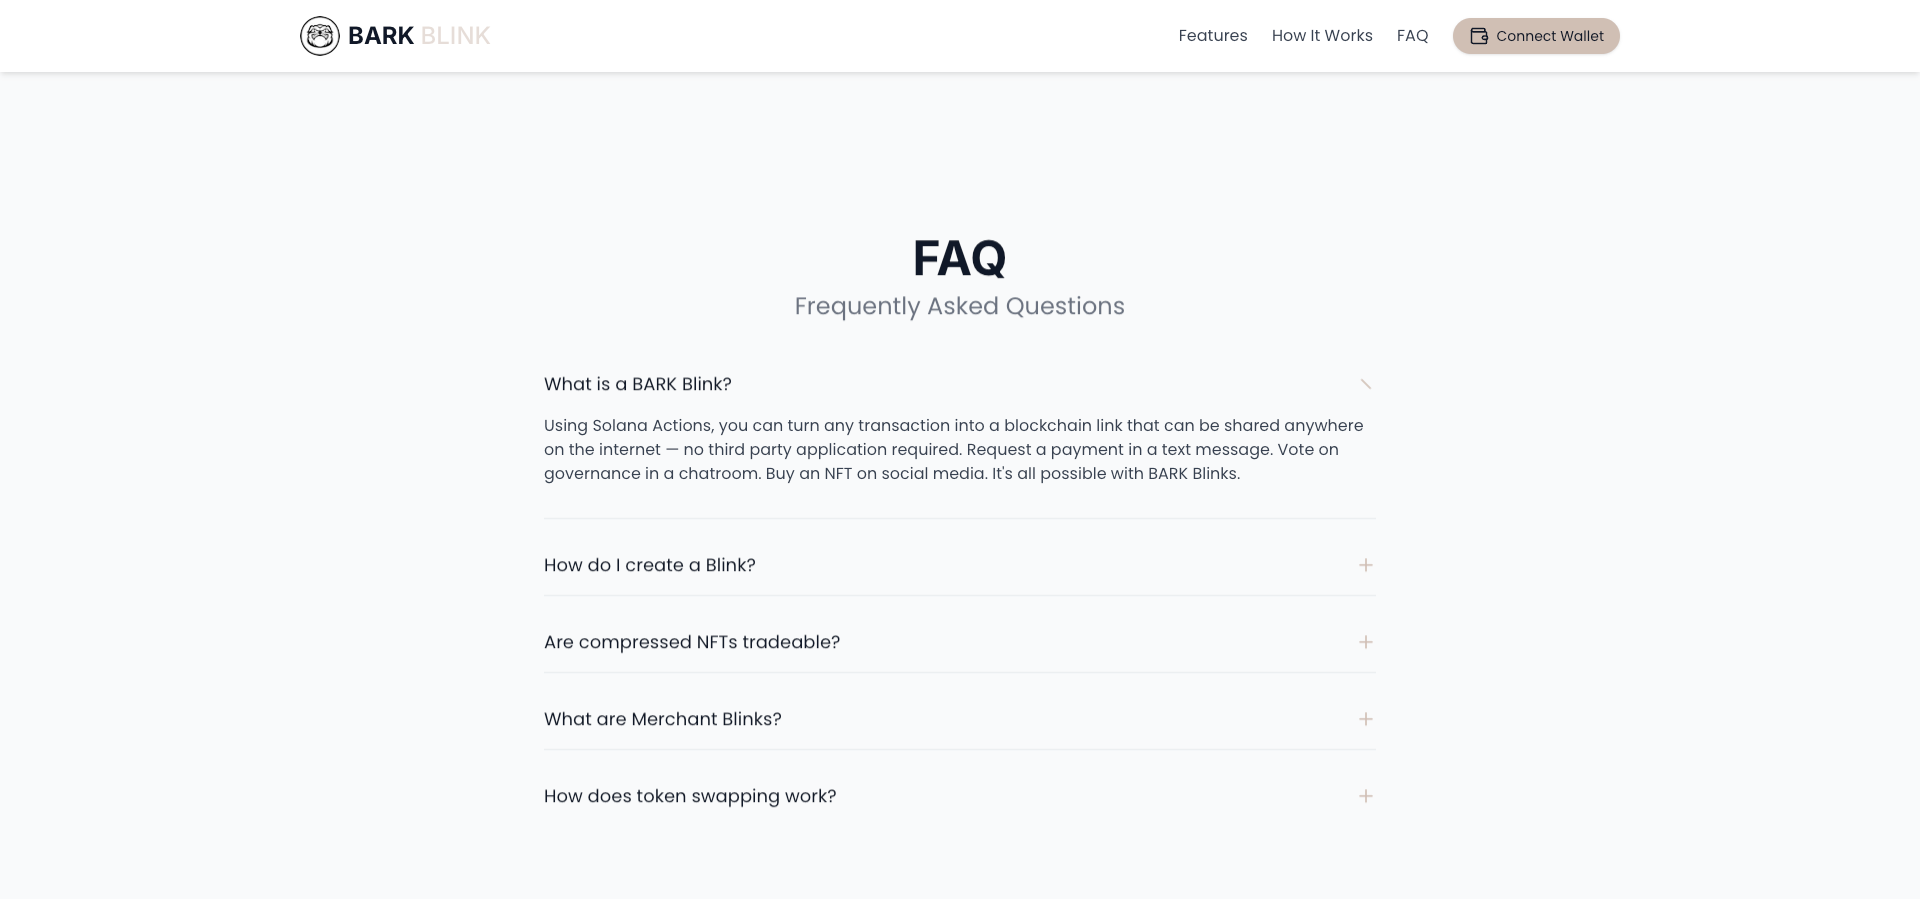 BARK BLINK
Features
How It Works
FAQ
Connect Wallet
FAQ
Frequently Asked Questions
What is a BARK Blink?
Using Solana Actions, you can turn any transaction into a blockchain link that can be shared anywhere
on the internet — no third party application required. Request a payment in a text message. Vote on
governance in a chatroom. Buy an NFT on social media. It's all possible with BARK Blinks.
How do I create a Blink?
Are compressed NFTs tradeable?
What are Merchant Blinks?
How does token swapping work?